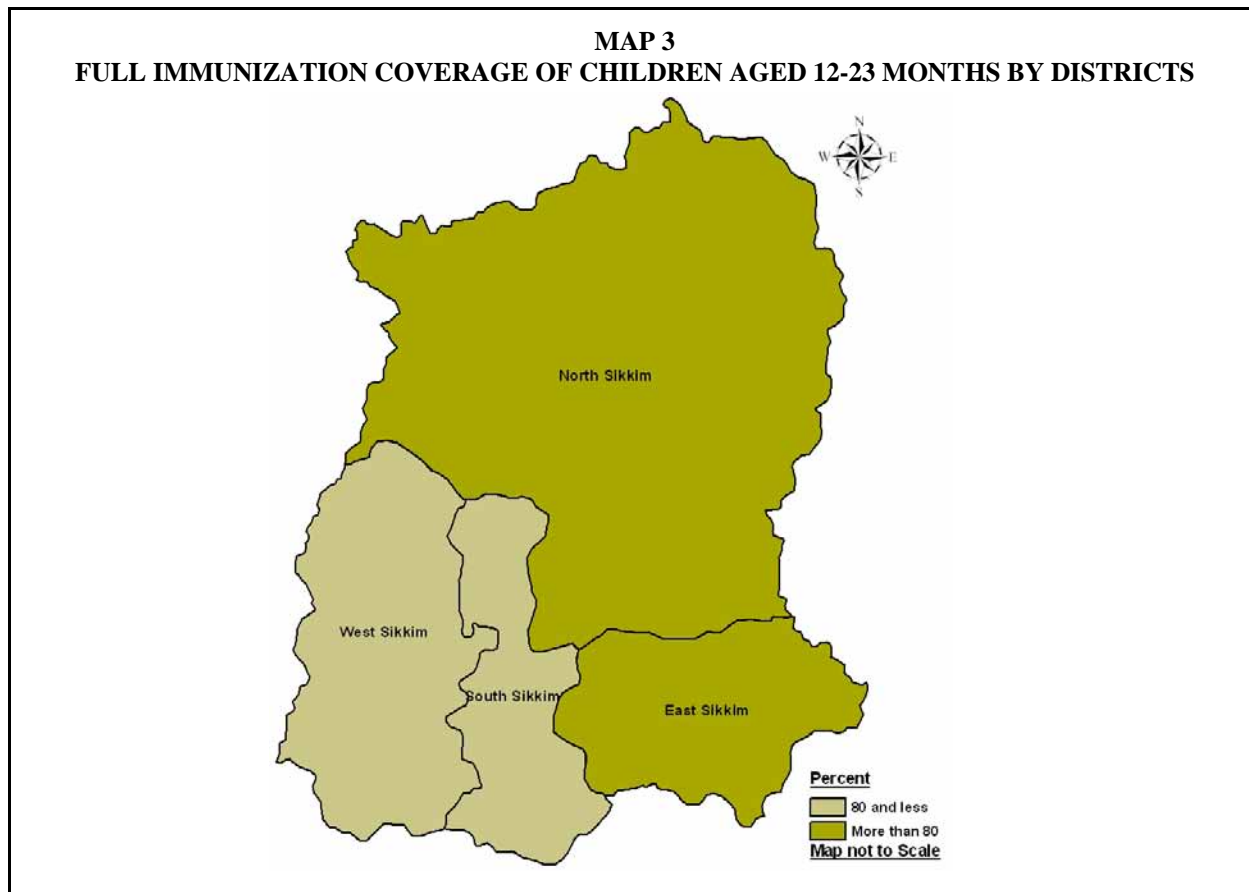 MAP 3
FULL IMMUNIZATION COVERAGE OF CHILDREN AGED 12-23 MONTHS BY DISTRICTS
N
W E
S
North Sikkim
West Sikkim
South Sikkim
East Sikkim
Percent
80 and less
More than 80
Map not to Scale